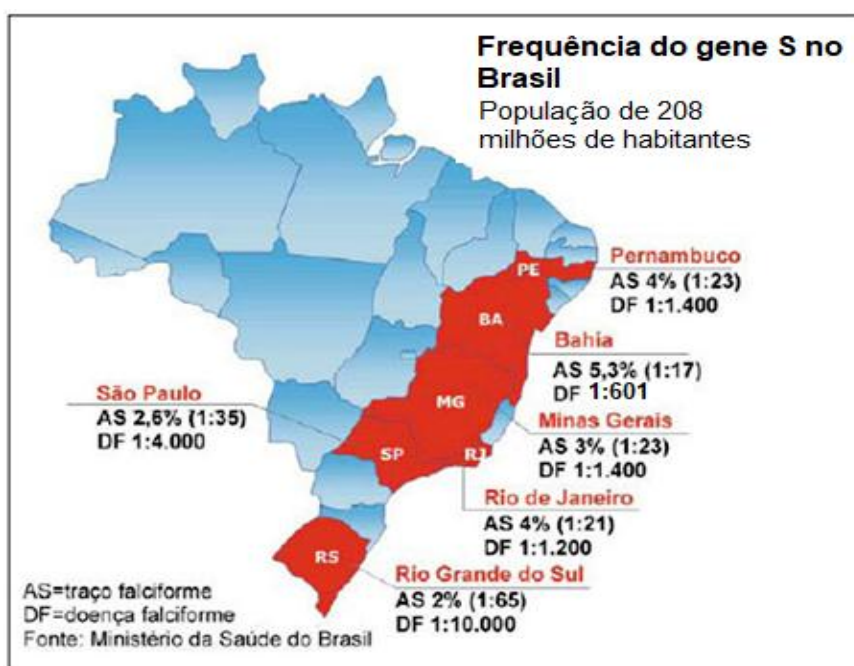 Frequência do gene S no
Brasil
População de 208
milhões de habitantes
PE
Pernambuco
AS 4% (1:23)
DF 1:1.400
BA
Bahia
AS 5,3% (1:17)
DF 1:601
São Paulo
AS 2,6% (1:35)
DF 1:4.000
MG
Minas Gerais
AS 3% (1:23)
DF 1:1.400
SP
RJ
Rio de Janeiro
AS 4% (1:21)
DF 1:1.200
RS
Rio Grande do Sul
AS 2% (1:65)
DF 1:10.000
AS=traço falciforme
DF=doença falciforme
Fonte: Ministério da Saúde do Brasil